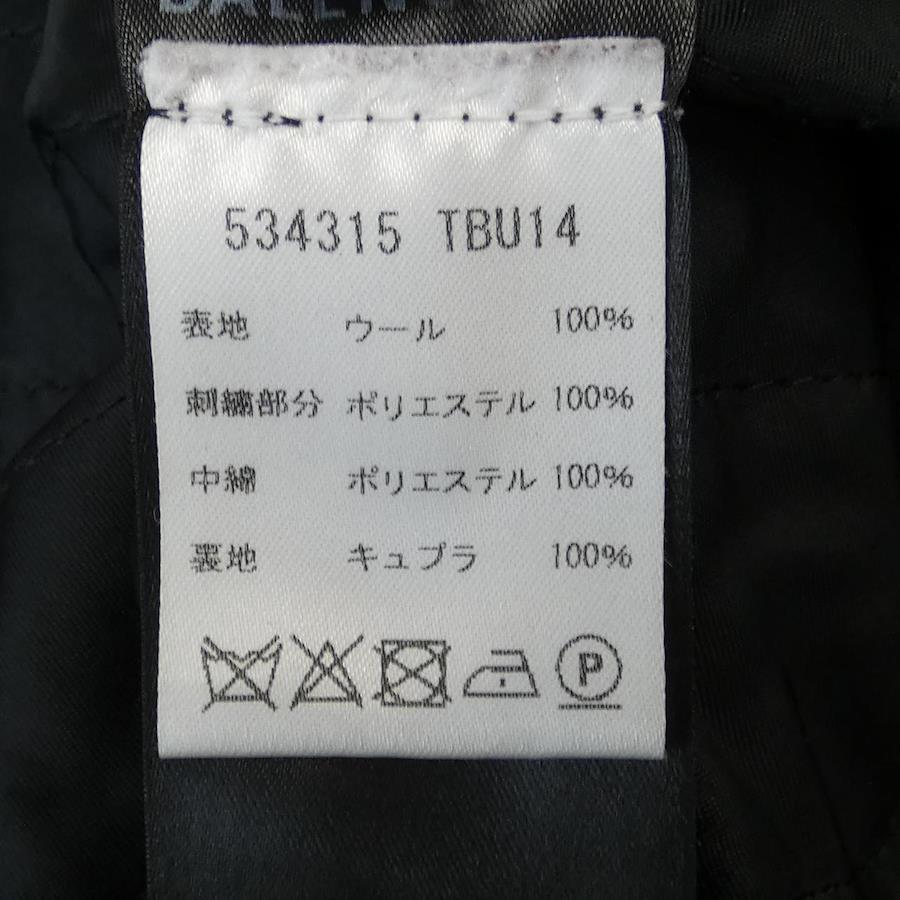 534315 TBU14
表地 ウール 100%
刺繍部分 ポリエステル 100%
中綿 ポリエステル 100%
裏地 キュプラ 100%
P